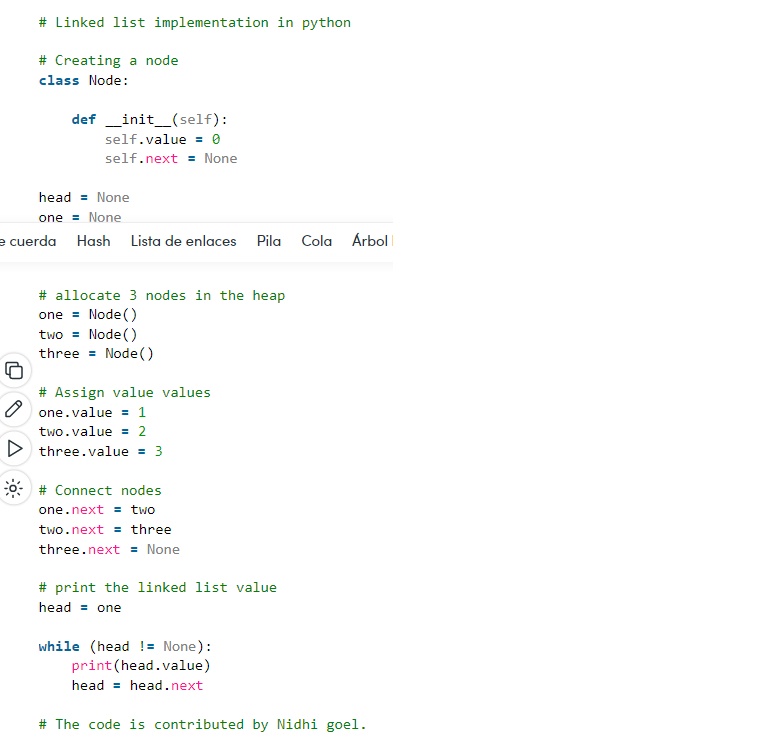 # Linked list implementation in python
# Creating a node
class Node:
    def __init__(self):
        self.value = 0
        self.next = None
head = None
one = None
e cuerda Hash Lista de enlaces Pila Cola Árbol
# allocate 3 nodes in the heap
one = Node()
two = Node()
three = Node()
# Assign value values
one.value = 1
two.value = 2
three.value = 3
# Connect nodes
one.next = two
two.next = three
three.next = None
# print the linked list value
head = one
while (head != None):
    print(head.value)
    head = head.next
# The code is contributed by Nidhi goel.